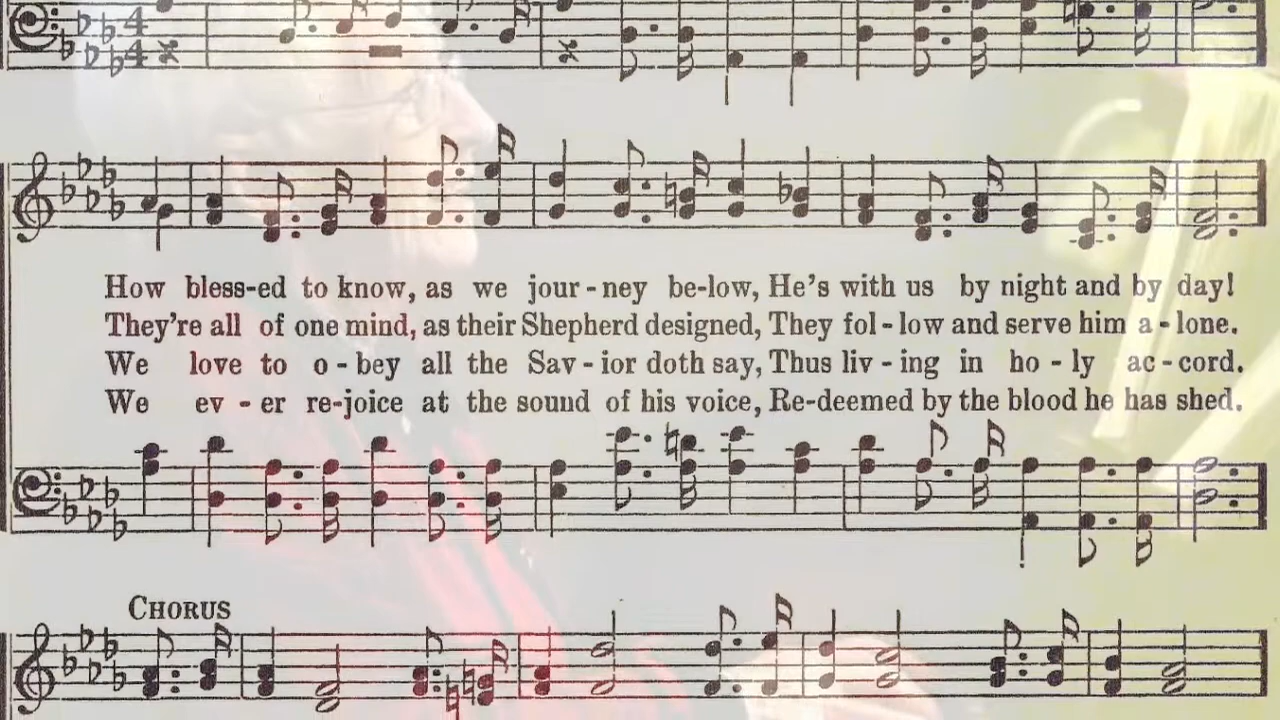 4
4
How bless-ed to know, as we jour-ney be-low, He's with us by night and by day!
They're all of one mind, as their Shepherd designed, They fol-low and serve him a-lone.
We love to o-bey all the Sav-ior doth say, Thus liv-ing in ho-ly ac-cord.
We ev-er re-joice at the sound of his voice, Re-deemed by the blood he has shed.
CHORUS